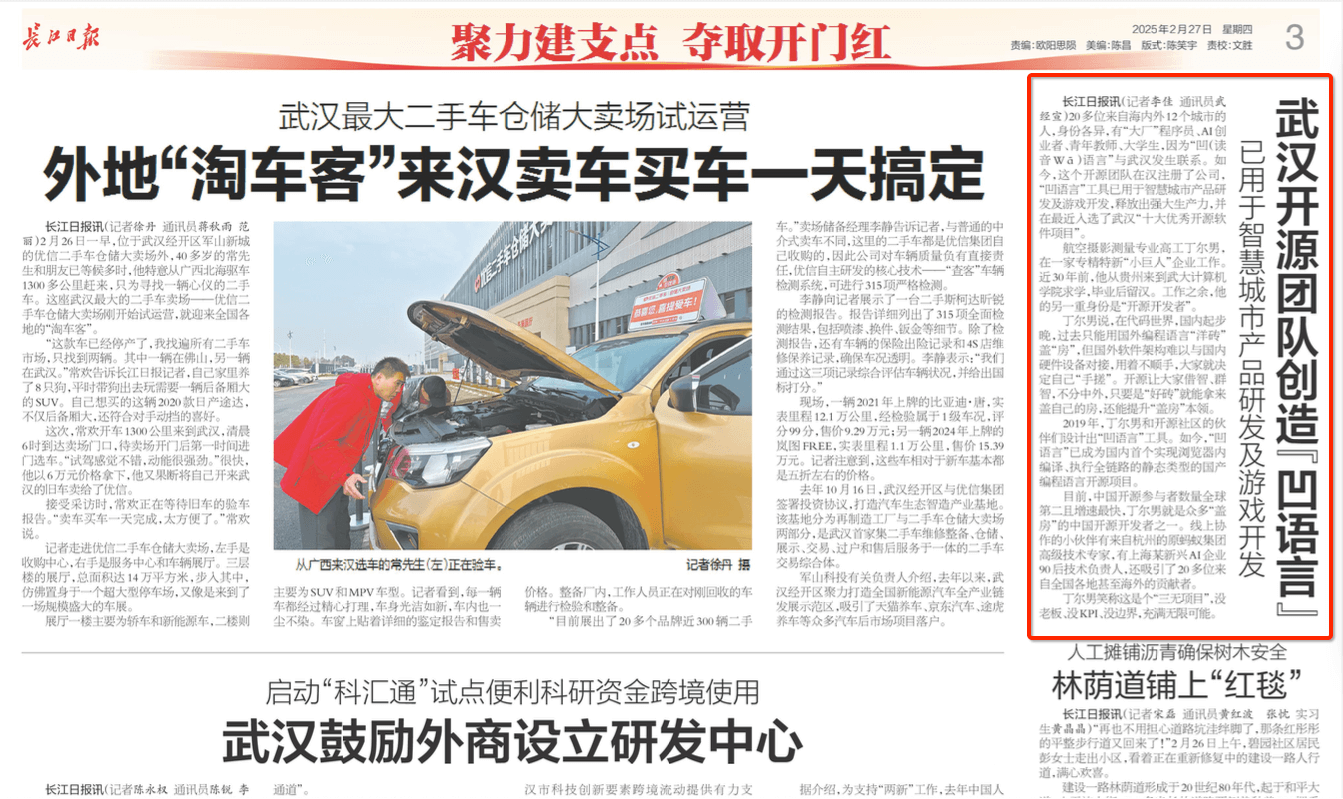 长江日报
聚力建支点 夺取开门红
2025年2月27日 星期四
责编:欧阳思陨 美编:陈昌 版式:陈笑宇 责校:文胜
3
武汉最大二手车仓储大卖场试运营
外地“淘车客”来汉卖车买车一天搞定
长江日报讯(记者徐丹 通讯员蒋秋雨 范
丽)2月26日一早,位于武汉经开区军山新城
的优信二手车仓储大卖场外,40多岁的常先
生和朋友已等候多时,他特意从广西北海驱车
1300多公里赶来,只为寻找一辆心仪的二手
车。这座武汉最大的二手车卖场——优信二
手车仓储大卖场刚开始试运营,就迎来全国各
地的“淘车客”。
“这款车已经停产了,我找遍所有二手车
市场,只找到两辆。其中一辆在佛山,另一辆
在武汉。”常欢告诉长江日报记者,自己家里养
了8只狗,平时带狗出去玩需要一辆后备厢大
的SUV。自己想买的这辆2020款日产途达,
不仅后备厢大,还符合对手动挡的喜好。
这次,常欢开车1300公里来到武汉,清晨
6时到达卖场门口,待卖场开门后第一时间进
门选车。“试驾感觉不错,动能很强劲。”很快,
他以6万元价格拿下,他又果断将自己开来武
汉的旧车卖给了优信。
接受采访时,常欢正在等待旧车的验车
报告。“卖车买车一天完成,太方便了。”常欢
说。
记者走进优信二手车仓储大卖场,左手是
收购中心,右手是服务中心和车辆展厅。三层
楼的展厅,总面积达14万平方米,步入其中,
仿佛置身于一个超大型停车场,又像是来到了
一场规模盛大的车展。
展厅一楼主要为轿车和新能源车,二楼则
优信二手车仓储大卖
从广西来汉选车的常先生(左)正在验车。
记者徐丹 摄
主要为SUV和MPV车型。记者看到,每一辆
车都经过精心打理,车身光洁如新,车内也一
尘不染。车窗上贴着详细的鉴定报告和售卖
价格。整备厂内,工作人员正在对刚回收的车
辆进行检验和整备。
“目前展出了20多个品牌近300辆二手
车。”卖场储备经理李静告诉记者,与普通的中
介式卖车不同,这里的二手车都是优信集团自
己收购的,因此公司对车辆质量负有直接责
任,优信自主研发的核心技术——“查客”车辆
检测系统,可进行315项严格检测。
李静向记者展示了一台二手斯柯达昕锐
的检测报告。报告详细列出了315项全面检
测结果,包括喷漆、换件、钣金等细节。除了检
测报告,还有车辆的保险出险记录和4S店维
修保养记录,确保车况透明。李静表示:“我们
通过这三项记录综合评估车辆状况,并给出国
标打分。”
现场,一辆2021年上牌的比亚迪·唐,实
表里程12.1万公里,经检验属于1级车况,评
分99分,售价9.29万元;另一辆2024年上牌的
岚图FREE,实表里程1.1万公里,售价15.39
万元。记者注意到,这些车相对于新车基本都
是五折左右的价格。
去年10月16日,武汉经开区与优信集团
签署投资协议,打造汽车生态智造产业基地。
该基地分为再制造工厂与二手车仓储大卖场
两部分,是武汉首家集二手车维修整备、仓储、
展示、交易、过户和售后服务于一体的二手车
交易综合体。
军山科投有关负责人介绍,去年以来,武
汉经开区聚力打造全国新能源汽车全产业链
发展示范区,吸引了天猫养车、京东汽车、途虎
养车等众多汽车后市场项目落户。
武汉开源团队创造『凹语言』
已用于智慧城市产品研发及游戏开发
长江日报讯(记者李佳 通讯员武
经宣)20多位来自海内外12个城市的
人,身份各异,有“大厂”程序员、AI创
业者、青年教师、大学生,因为“凹(读
音Wā)语言”与武汉发生联系。如
今,这个开源团队在汉注册了公司,
“凹语言”工具已用于智慧城市产品研
发及游戏开发,释放出强大生产力,并
在最近入选了武汉“十大优秀开源软
件项目”。
航空摄影测量专业高工丁尔男,
在一家专精特新“小巨人”企业工作。
近30年前,他从贵州来到武大计算机
学院求学,毕业后留汉。工作之余,他
的另一重身份是“开源开发者”。
丁尔男说,在代码世界,国内起步
晚,过去只能用国外编程语言“洋砖”
盖“房”,但国外软件架构难以与国内
硬件设备对接,用着不顺手,大家就决
定自己“手搓”。开源让大家借智、群
智,不分中外,只要是“好砖”就能拿来
盖自己的房,还能提升“盖房”本领。
2019年,丁尔男和开源社区的伙
伴们设计出“凹语言”工具。如今,“凹
语言”已成为国内首个实现浏览器内
编译、执行全链路的静态类型的国产
编程语言开源项目。
目前,中国开源参与者数量全球
第二且增速最快,丁尔男就是众多“盖
房”的中国开源开发者之一。线上协
作的小伙伴有来自杭州的原蚂蚁集团
高级技术专家,有上海某新兴AI企业
90后技术负责人,还吸引了20多位来
自全国各地甚至海外的贡献者。
丁尔男笑称这是个“三无项目”,没
老板、没KPI、没边界,充满无限可能。
人工摊铺沥青确保树木安全
林荫道铺上“红毯”
长江日报讯(记者宋磊 通讯员黄红波 张忱 实习
生黄晶晶)“再也不用担心道路坑洼绊脚了,那条红彤彤
的平整步行道又回来了!”2月26日上午,碧园社区居民
彭女士走出小区,看着正在重新修复中的建设一路人行
道,满心欢喜。
建设一路林荫道形成于20世纪80年代,起于和平大
启动“科汇通”试点便利科研资金跨境使用
武汉鼓励外商设立研发中心
长江日报讯(记者陈永权 通讯员陈锐 李
通道”。
汉市科技创新要素跨境流动提供有力支
据介绍,为支持“两新”工作,去年中国人